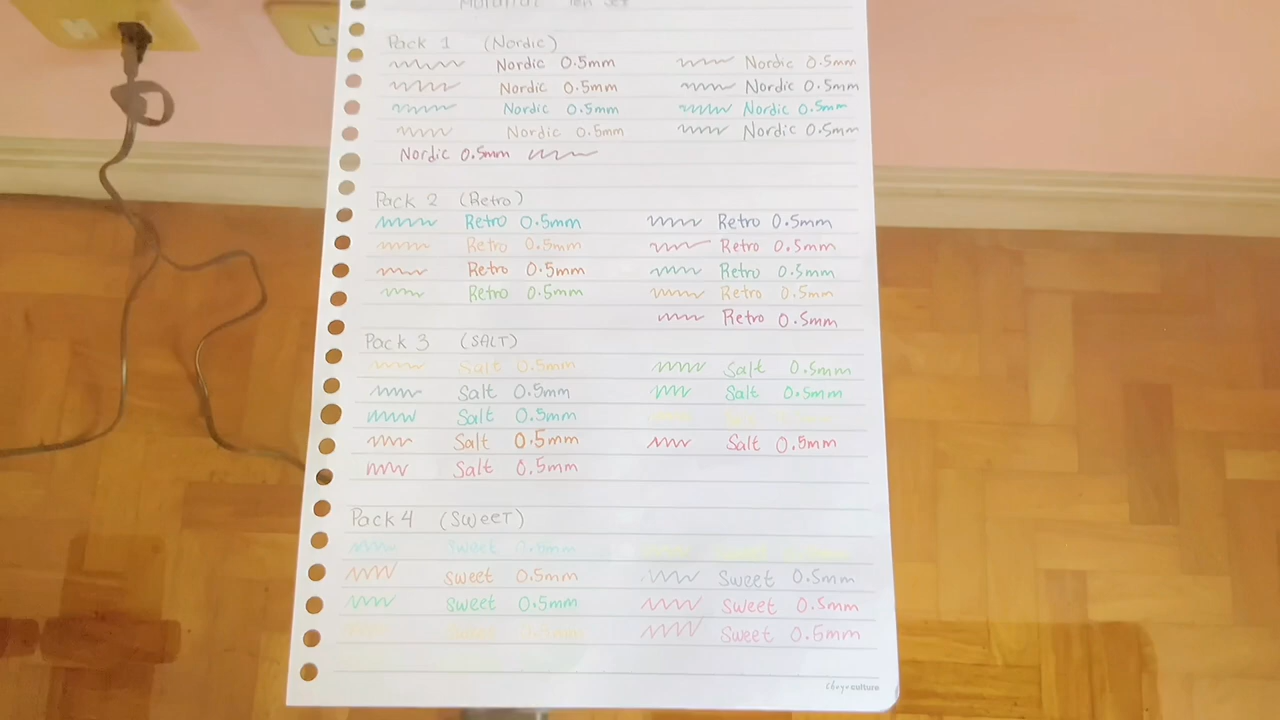 Pack 1 (Nordic)
Nordic 0.5mm Nordic 0.5mm
Nordic 0.5mm Nordic 0.5mm
Nordic 0.5mm Nordic 0.5mm
Nordic 0.5mm Nordic 0.5mm
Nordic 0.5mm
Pack 2 (Retro)
Retro 0.5mm Retro 0.5mm
Retro 0.5mm Retro 0.5mm
Retro 0.5mm Retro 0.5mm
Retro 0.5mm Retro 0.5mm
Retro 0.5mm
Pack 3 (SALT)
Salt 0.5mm Salt 0.5mm
Salt 0.5mm Salt 0.5mm
Salt 0.5mm
Salt 0.5mm Salt 0.5mm
Salt 0.5mm
Pack 4 (SweeT)
Sweet 0.5mm
sweet 0.5mm Sweet 0.5mm
sweet 0.5mm Sweet 0.5mm
Sweet 0.5mm
culture